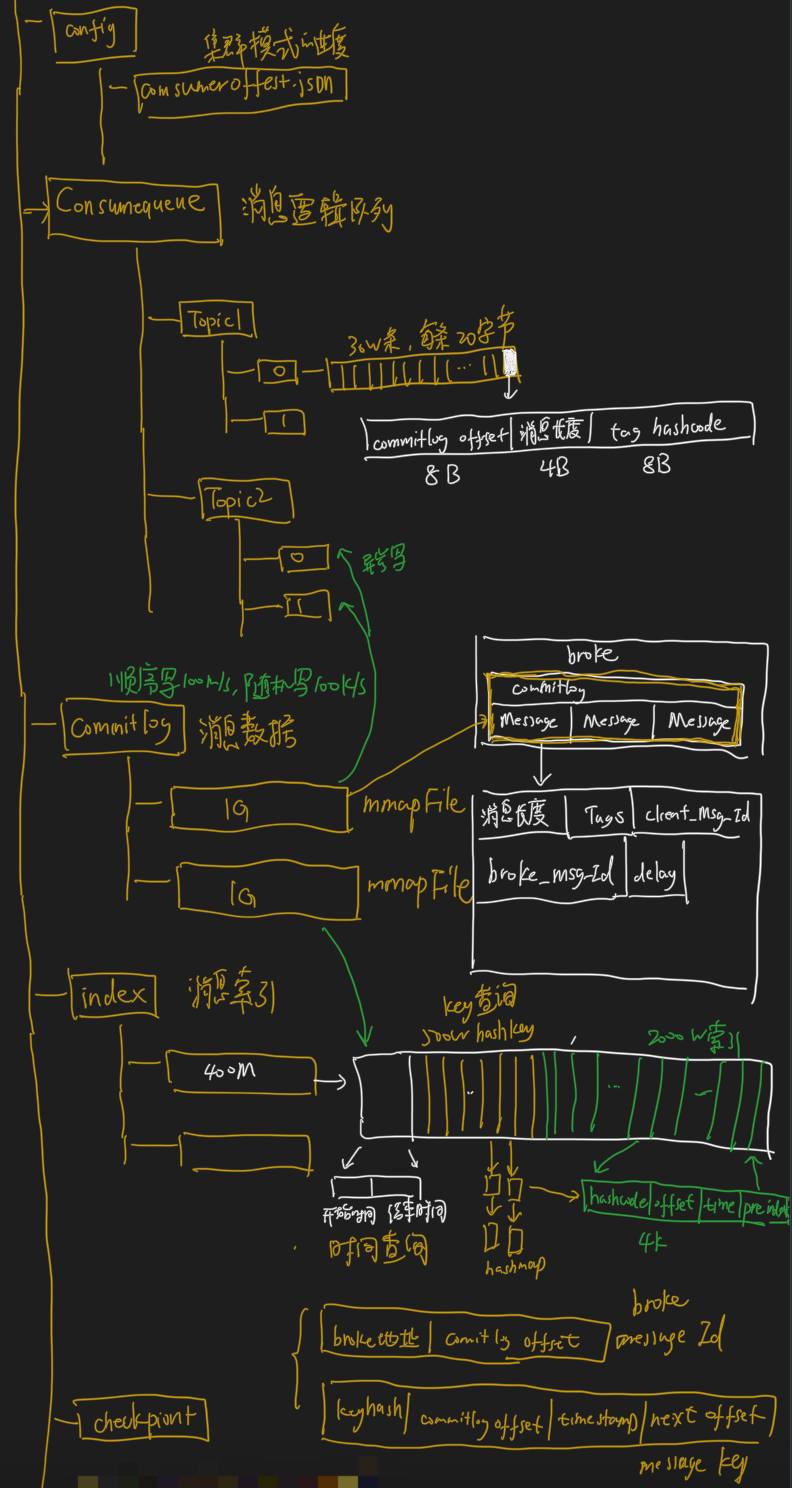 config
集群模式的进度
consumeroffest.json
Consumequeue
消息逻辑队列
Topic1
30W条,每条20字节
0
...
1
commitlog offset 消息长度 tag hashcode
8B 4B 8B
Topic2
0
异步写
1
broke
顺序写100M/s,随机写100K/s
commitlog
Commitlog 消息数据
Message Message Message
1G
mmapFile
消息长度 Tags client_Msg_Id
broke_msg_Id delay
1G
mmapFile
index
消息索引
key查询
500W hashkey
2000W索引
400M
... ...
hashcode offset time preindex
开始时间 结束时间
4K
时间查询
hashmap
broke地址 Comitlog offset
broke
message Id
checkpiont
keyhash commitlog offset timestamp next offset
message key